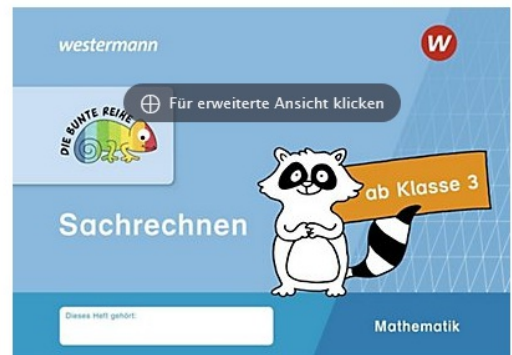 westermann
W
Für erweiterte Ansicht klicken
DIE BUNTE REIHE
ab Klasse 3
Sachrechnen
Dieses Heft gehört:
Mathematik